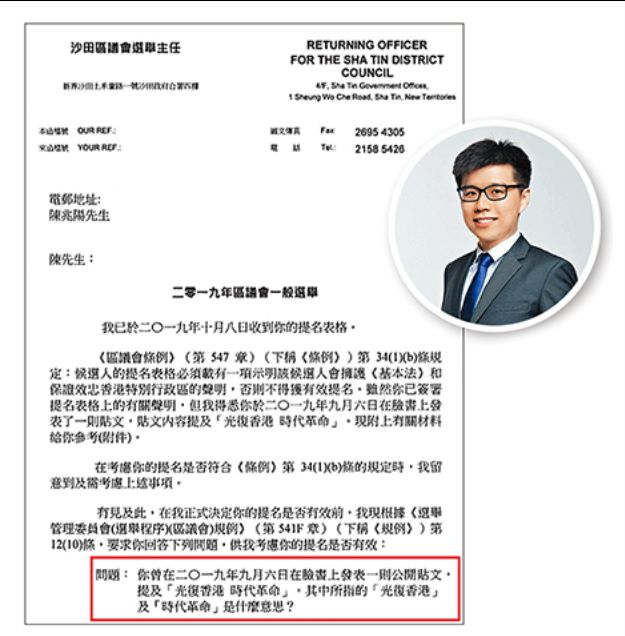 沙田區議會選舉主任
RETURNING OFFICER
FOR THE SHA TIN DISTRICT
COUNCIL
新界沙田上禾輋路一號沙田政府合署四樓
4/F, Sha Tin Government Offices,
1 Sheung Wo Che Road, Sha Tin, New Territories
本函檔號 OUR REF.:
圖文傳真 Fax: 2695 4305
來函檔號 YOUR REF.:
電話 Tel.: 2158 5426
電郵地址:
陳兆陽先生
陳先生：
二零一九年區議會一般選舉
我已於二○一九年十月八日收到你的提名表格。
《區議會條例》（第 547 章）（下稱《條例》）第 34(1)(b)條規
定：候選人的提名表格必須載有一項示明該候選人會擁護《基本法》和
保證效忠香港特別行政區的聲明，否則不得獲有效提名。雖然你已簽署
提名表格上的有關聲明，但我得悉你於二○一九年九月六日在臉書上發
表了一則貼文，貼文內容提及「光復香港 時代革命」。現附上有關材料
給你參考(附件)。
在考慮你的提名是否符合《條例》第 34(1)(b)條的規定時，我留
意到及需考慮上述事項。
有見及此，在我正式決定你的提名是否有效前，我現根據《選舉
管理委員會(選舉程序)(區議會)規例》（第 541F 章）（下稱《規例》）第
12(10)條，要求你回答下列問題，供我考慮你的提名是否有效：
問題： 你曾在二○一九年九月六日在臉書上發表一則公開貼文，
提及「光復香港 時代革命」。其中所指的「光復香港」
及「時代革命」是什麼意思？